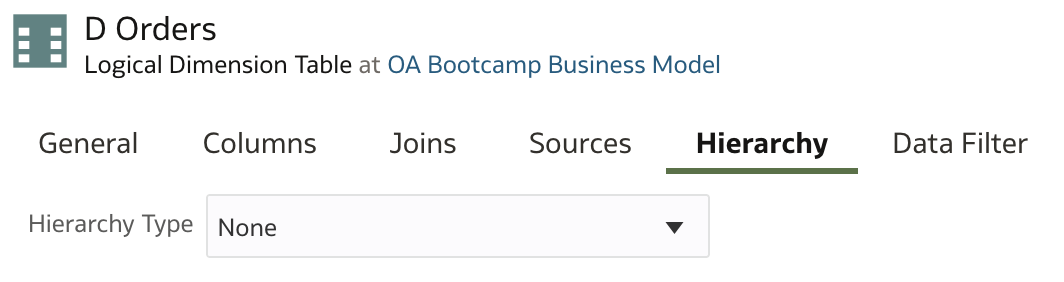 D Orders
Logical Dimension Table at OA Bootcamp Business Model
General Columns Joins Sources Hierarchy Data Filter
Hierarchy Type None